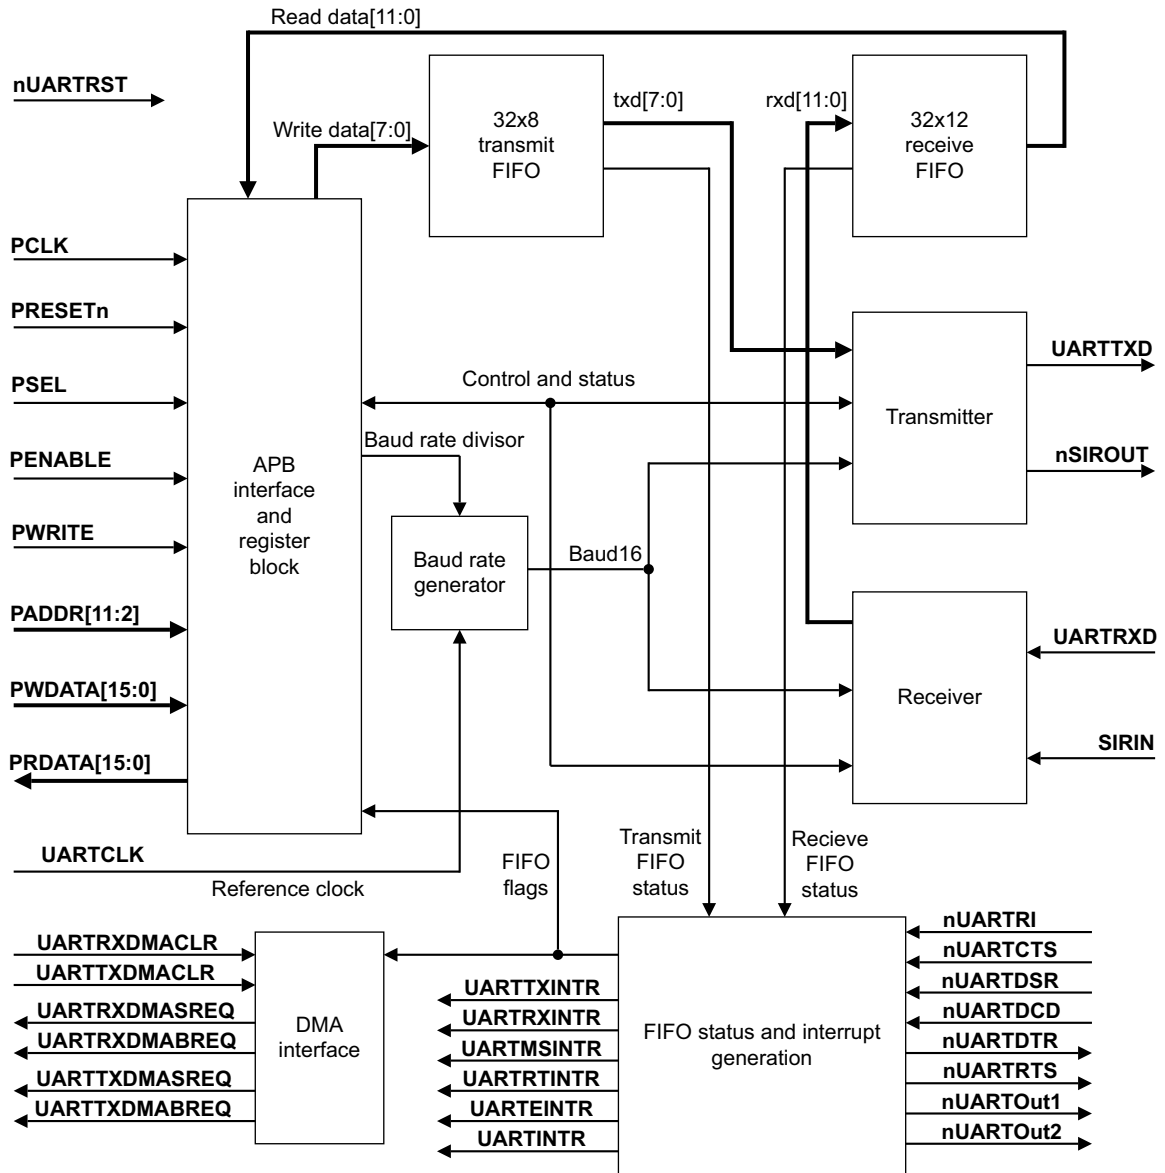 Read data[11:0]
nUARTRST
Write data[7:0]
32x8
transmit
FIFO
txd[7:0]
rxd[11:0]
32x12
receive
FIFO
PCLK
PRESETn
PSEL
PENABLE
PWRITE
PADDR[11:2]
PWDATA[15:0]
PRDATA[15:0]
APB
interface
and
register
block
Control and status
Baud rate divisor
Baud rate
generator
Baud16
Transmitter
UARTTXD
nSIROUT
Receiver
UARTRXD
SIRIN
UARTCLK
Reference clock
FIFO
flags
Transmit
FIFO
status
Recieve
FIFO
status
UARTRXDMACLR
UARTTXDMACLR
UARTRXDMASREQ
UARTRXDMABREQ
UARTTXDMASREQ
UARTTXDMABREQ
DMA
interface
UARTTXINTR
UARTRXINTR
UARTMSINTR
UARTRTINTR
UARTEINTR
UARTINTR
FIFO status and interrupt
generation
nUARTRI
nUARTCTS
nUARTDSR
nUARTDCD
nUARTDTR
nUARTRTS
nUARTOut1
nUARTOut2